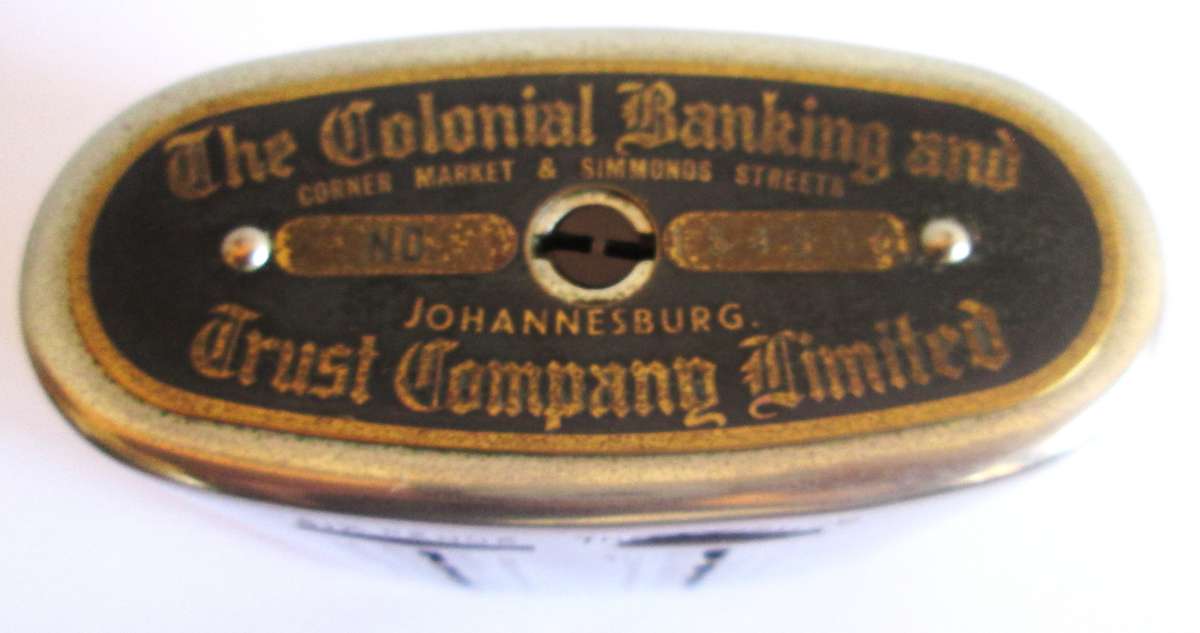 The Colonial Banking and
CORNER MARKET & SIMMONDS STREETS
NO
JOHANNESBURG.
Trust Company Limited